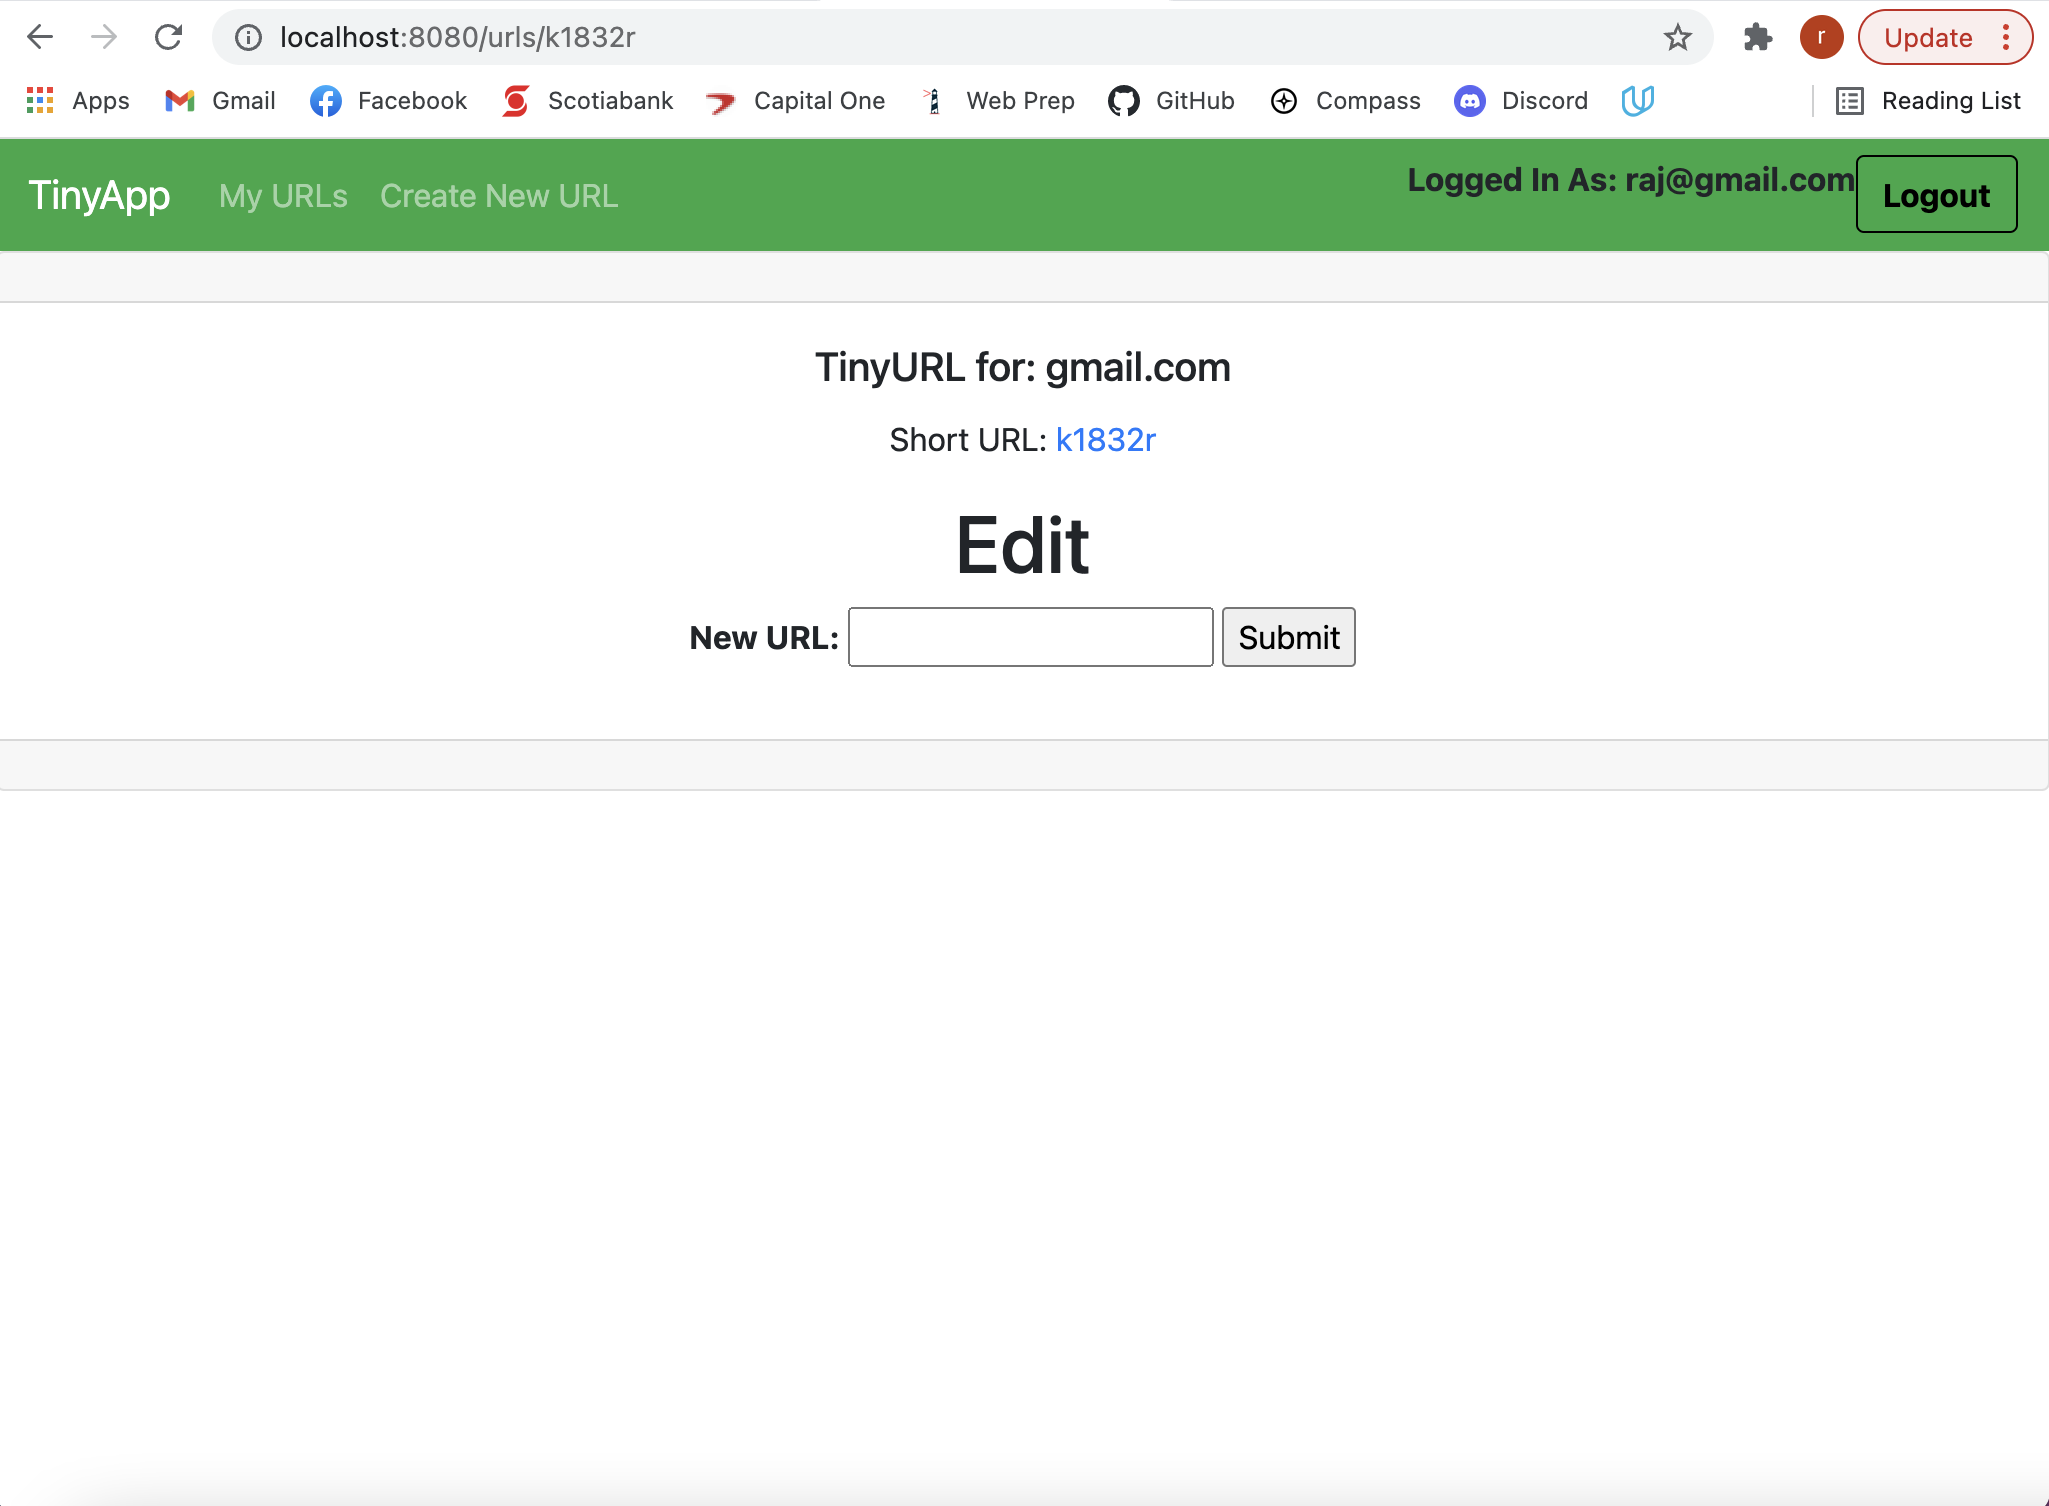 localhost:8080/urls/k1832r
r
Update
Apps Gmail Facebook Scotiabank Capital One Web Prep GitHub Compass Discord Reading List
TinyApp My URLs Create New URL Logged In As: raj@gmail.com Logout
TinyURL for: gmail.com
Short URL: k1832r
Edit
New URL: Submit